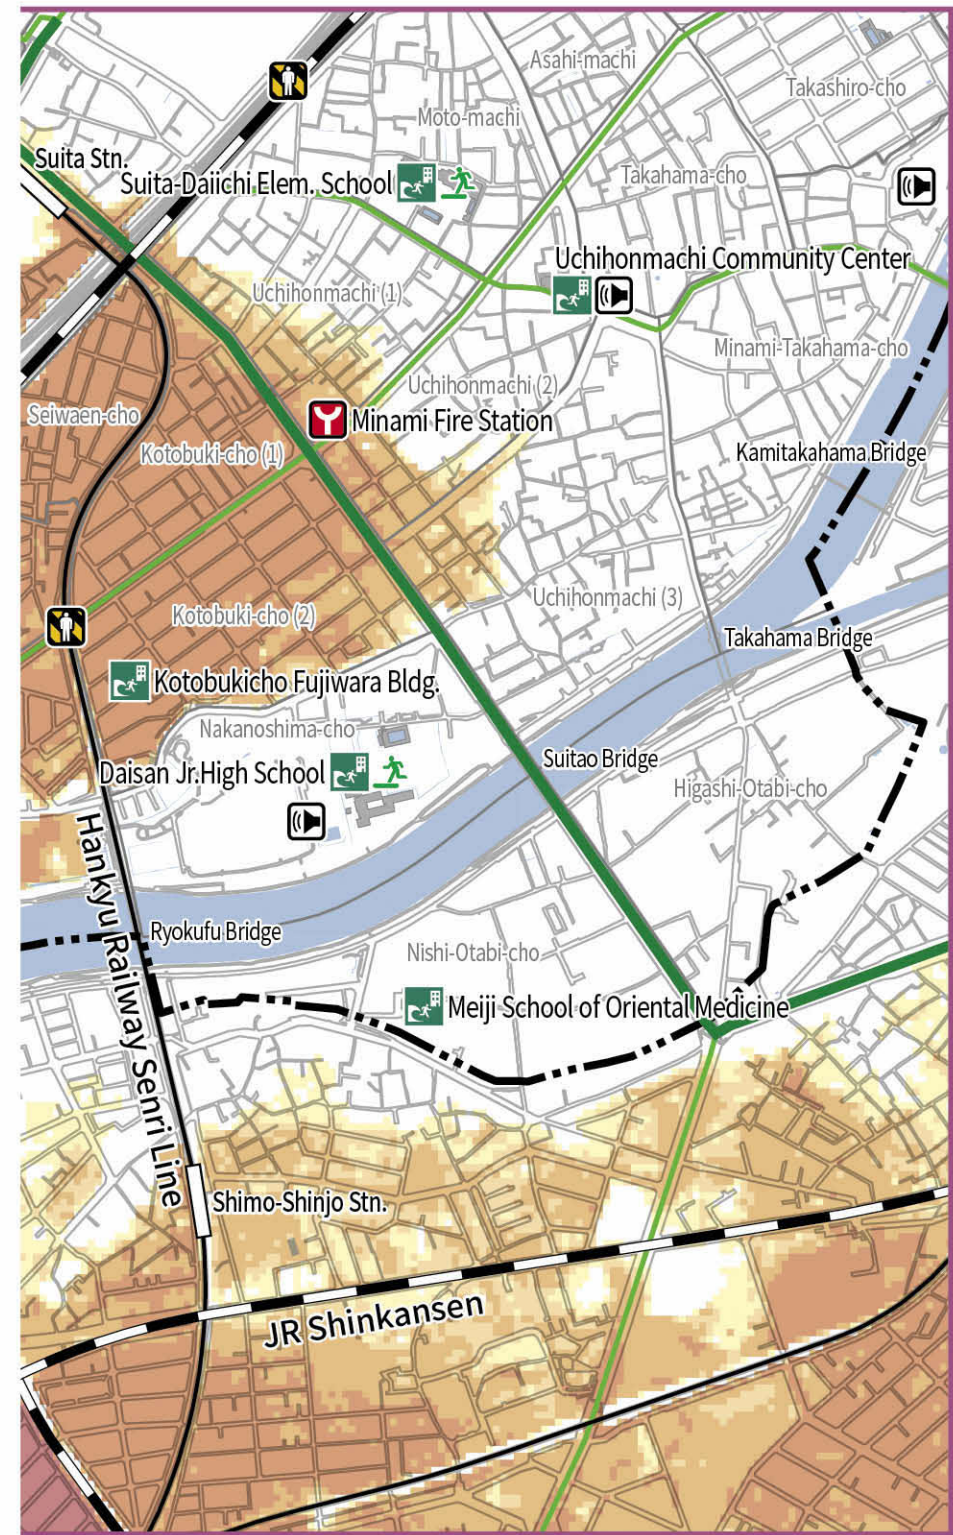 Asahi-machi
Takashiro-cho
Moto-machi
Suita Stn.
Suita-Daiichi Elem. School
Takahama-cho
Uchihonmachi Community Center
Uchihonmachi (1)
Minami-Takahama-cho
Uchihonmachi (2)
Seiwaen-cho
Minami Fire Station
Kotobuki-cho (1)
Kamitakahama Bridge
Uchihonmachi (3)
Kotobuki-cho (2)
Takahama Bridge
Kotobukicho Fujiwara Bldg.
Nakanoshima-cho
Suitao Bridge
Daisan Jr.High School
Higashi-Otabi-cho
Hankyu Railway Senri Line
Ryokufu Bridge
Nishi-Otabi-cho
Meiji School of Oriental Medicine
Shimo-Shinjo Stn.
JR Shinkansen